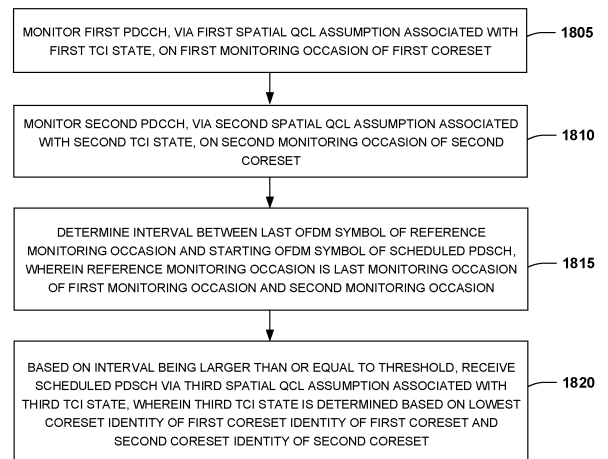 MONITOR FIRST PDCCH, VIA FIRST SPATIAL QCL ASSUMPTION ASSOCIATED WITH
FIRST TCI STATE, ON FIRST MONITORING OCCASION OF FIRST CORESET
1805
MONITOR SECOND PDCCH, VIA SECOND SPATIAL QCL ASSUMPTION ASSOCIATED
WITH SECOND TCI STATE, ON SECOND MONITORING OCCASION OF SECOND
CORESET
1810
DETERMINE INTERVAL BETWEEN LAST OFDM SYMBOL OF REFERENCE
MONITORING OCCASION AND STARTING OFDM SYMBOL OF SCHEDULED PDSCH,
WHEREIN REFERENCE MONITORING OCCASION IS LAST MONITORING OCCASION
OF FIRST MONITORING OCCASION AND SECOND MONITORING OCCASION
1815
BASED ON INTERVAL BEING LARGER THAN OR EQUAL TO THRESHOLD, RECEIVE
SCHEDULED PDSCH VIA THIRD SPATIAL QCL ASSUMPTION ASSOCIATED WITH
THIRD TCI STATE, WHEREIN THIRD TCI STATE IS DETERMINED BASED ON LOWEST
CORESET IDENTITY OF FIRST CORESET IDENTITY OF FIRST CORESET AND
SECOND CORESET IDENTITY OF SECOND CORESET
1820